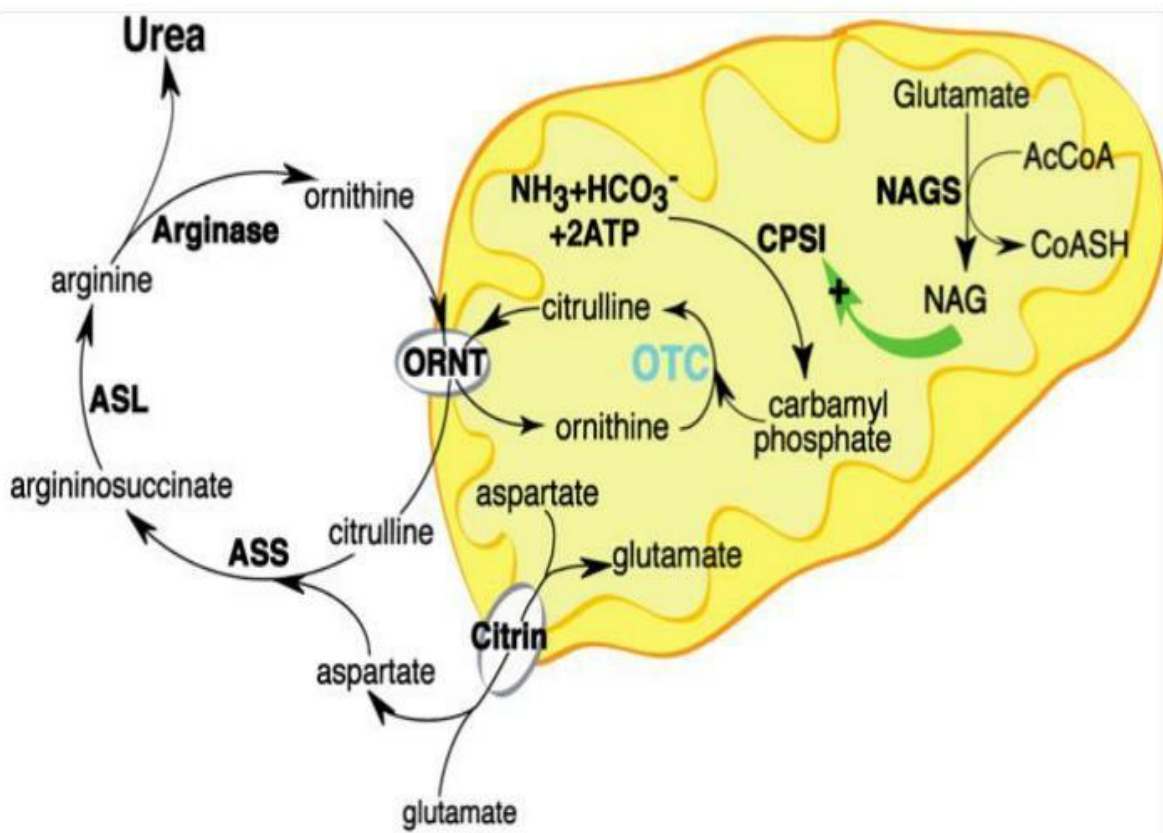 Urea
Glutamate
AcCoA
NAGS
CoASH
NAG
NH₃+HCO₃⁻
+2ATP
CPSI
+
ornithine
Arginase
arginine
citrulline
ORNT
OTC
ornithine
carbamyl
phosphate
ASL
argininosuccinate
aspartate
citrulline
ASS
glutamate
Citrin
aspartate
glutamate